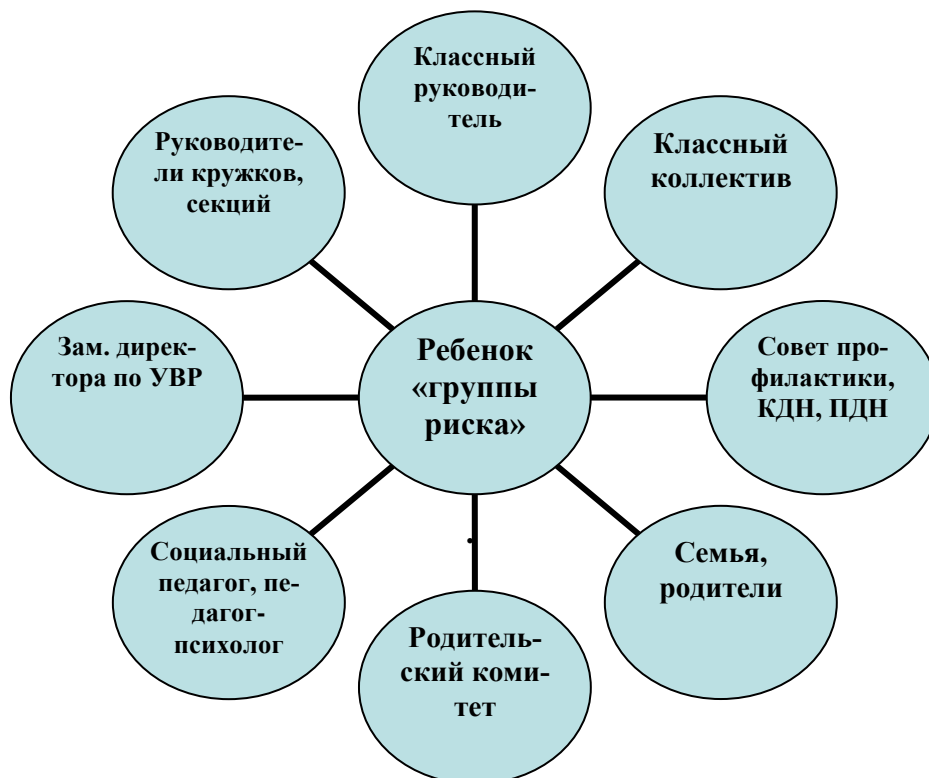 Классный
руководи-
тель
Руководите-
ли кружков,
секций
Классный
коллектив
Зам. дирек-
тора по УВР
Ребенок
«группы
риска»
Совет про-
филактики,
КДН, ПДН
Социальный
педагог, пе-
дагог-
психолог
Семья,
родители
Родитель-
ский коми-
тет